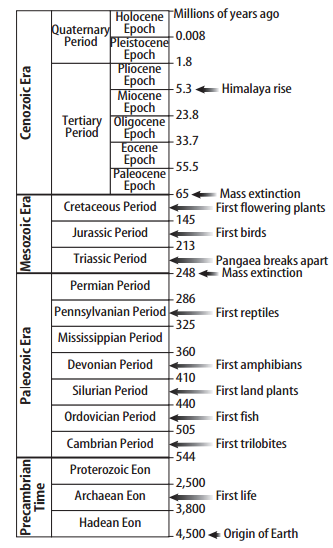 Millions of years ago
Cenozoic Era
Quaternary
Period
Holocene
Epoch
0.008
Pleistocene
Epoch
1.8
Tertiary
Period
Pliocene
Epoch
5.3
Himalaya rise
Miocene
Epoch
23.8
Oligocene
Epoch
33.7
Eocene
Epoch
55.5
Paleocene
Epoch
65
Mass extinction
Mesozoic Era
Cretaceous Period
First flowering plants
145
Jurassic Period
First birds
213
Triassic Period
Pangaea breaks apart
248
Mass extinction
Paleozoic Era
Permian Period
286
Pennsylvanian Period
First reptiles
325
Mississippian Period
360
Devonian Period
First amphibians
410
Silurian Period
First land plants
440
Ordovician Period
First fish
505
Cambrian Period
First trilobites
544
Precambrian
Time
Proterozoic Eon
2,500
Archaean Eon
First life
3,800
Hadean Eon
4,500
Origin of Earth